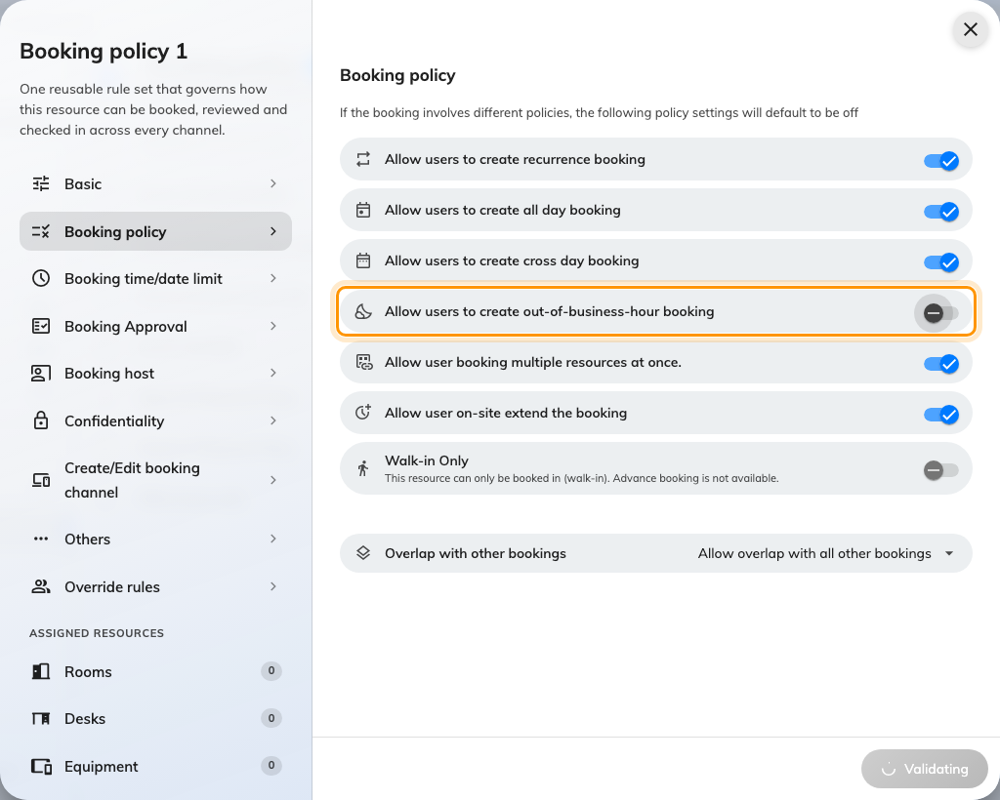 Booking policy 1
One reusable rule set that governs how
this resource can be booked, reviewed and
checked in across every channel.
Basic
Booking policy
Booking time/date limit
Booking Approval
Booking host
Confidentiality
Create/Edit booking
channel
Others
Override rules
ASSIGNED RESOURCES
Rooms 0
Desks 0
Equipment 0
Booking policy
If the booking involves different policies, the following policy settings will default to be off
Allow users to create recurrence booking
Allow users to create all day booking
Allow users to create cross day booking
Allow users to create out-of-business-hour booking
Allow user booking multiple resources at once.
Allow user on-site extend the booking
Walk-in Only
This resource can only be booked in (walk-in). Advance booking is not available.
Overlap with other bookings Allow overlap with all other bookings
Validating